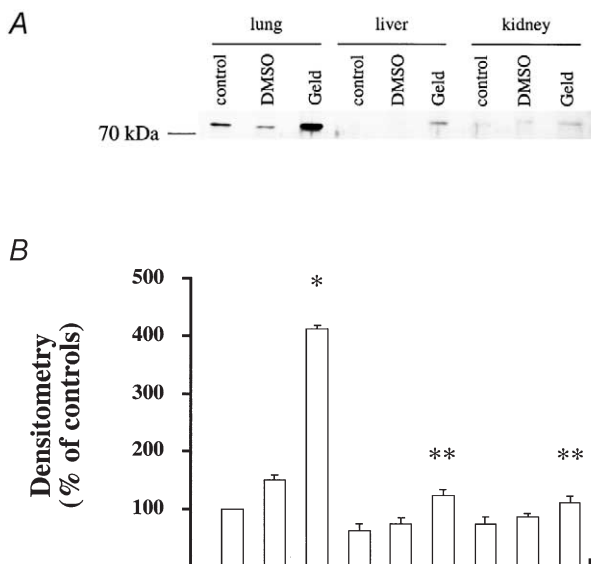 A
lung liver kidney
control DMSO Geld control DMSO Geld control DMSO Geld
70 kDa
B
Densitometry
(% of controls)
500
400
300
200
100
* ** **